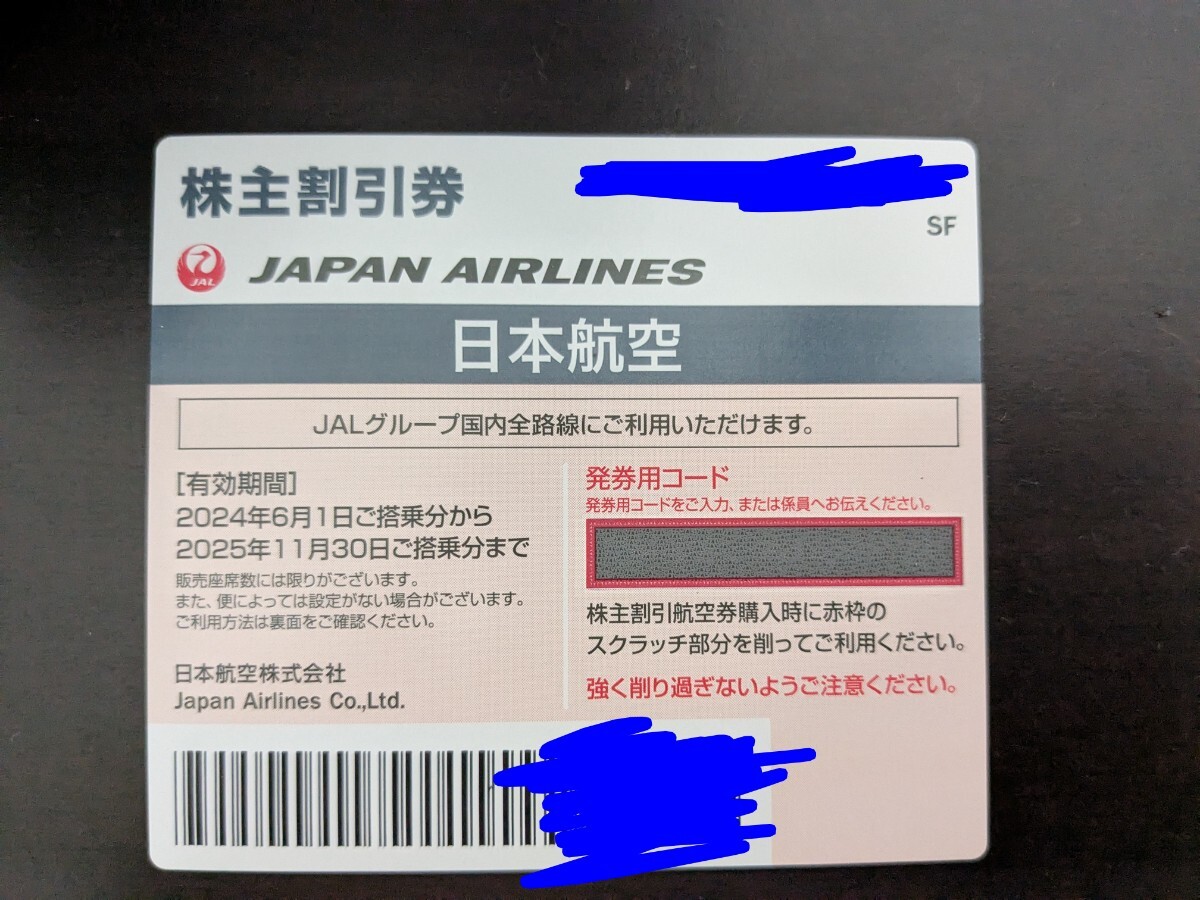 株主割引券
SF
JAL
JAPAN AIRLINES
日本航空
JALグループ国内全路線にご利用いただけます。
[有効期間]
2024年6月1日ご搭乗分から
2025年11月30日ご搭乗分まで
販売座席数には限りがございます。
また、便によっては設定がない場合がございます。
ご利用方法は裏面をご確認ください。
日本航空株式会社
Japan Airlines Co.,Ltd.
発券用コード
発券用コードをご入力、または係員へお伝えください。
株主割引航空券購入時に赤枠の
スクラッチ部分を削ってご利用ください。
強く削り過ぎないようご注意ください。